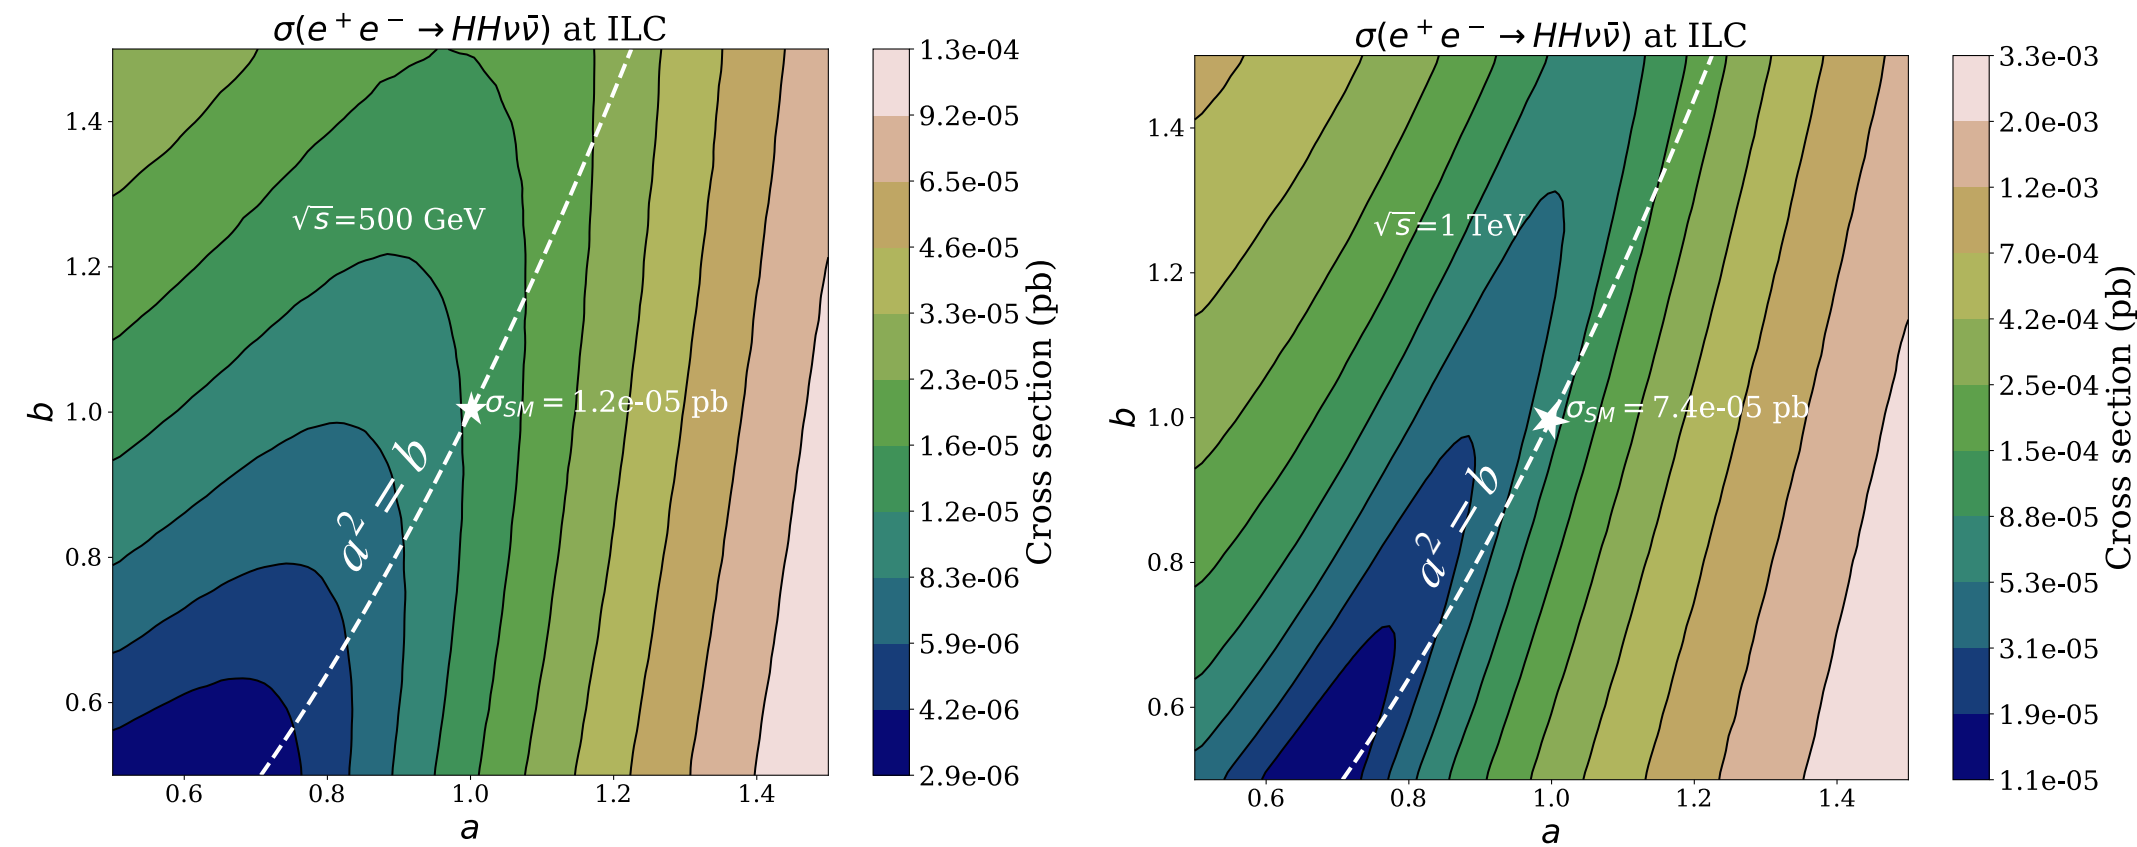 σ(e⁺e⁻→HHνν̄) at ILC
1.4
1.2
1.0
0.8
0.6
b
√s=500 GeV
σ_SM = 1.2e-05 pb
a² = b
0.6 0.8 1.0 1.2 1.4
a
1.3e-04
9.2e-05
6.5e-05
4.6e-05
3.3e-05
2.3e-05
1.6e-05
1.2e-05
8.3e-06
5.9e-06
4.2e-06
2.9e-06
Cross section (pb)
σ(e⁺e⁻→HHνν̄) at ILC
1.4
1.2
1.0
0.8
0.6
b
√s=1 TeV
σ_SM = 7.4e-05 pb
a² = b
0.6 0.8 1.0 1.2 1.4
a
3.3e-03
2.0e-03
1.2e-03
7.0e-04
4.2e-04
2.5e-04
1.5e-04
8.8e-05
5.3e-05
3.1e-05
1.9e-05
1.1e-05
Cross section (pb)